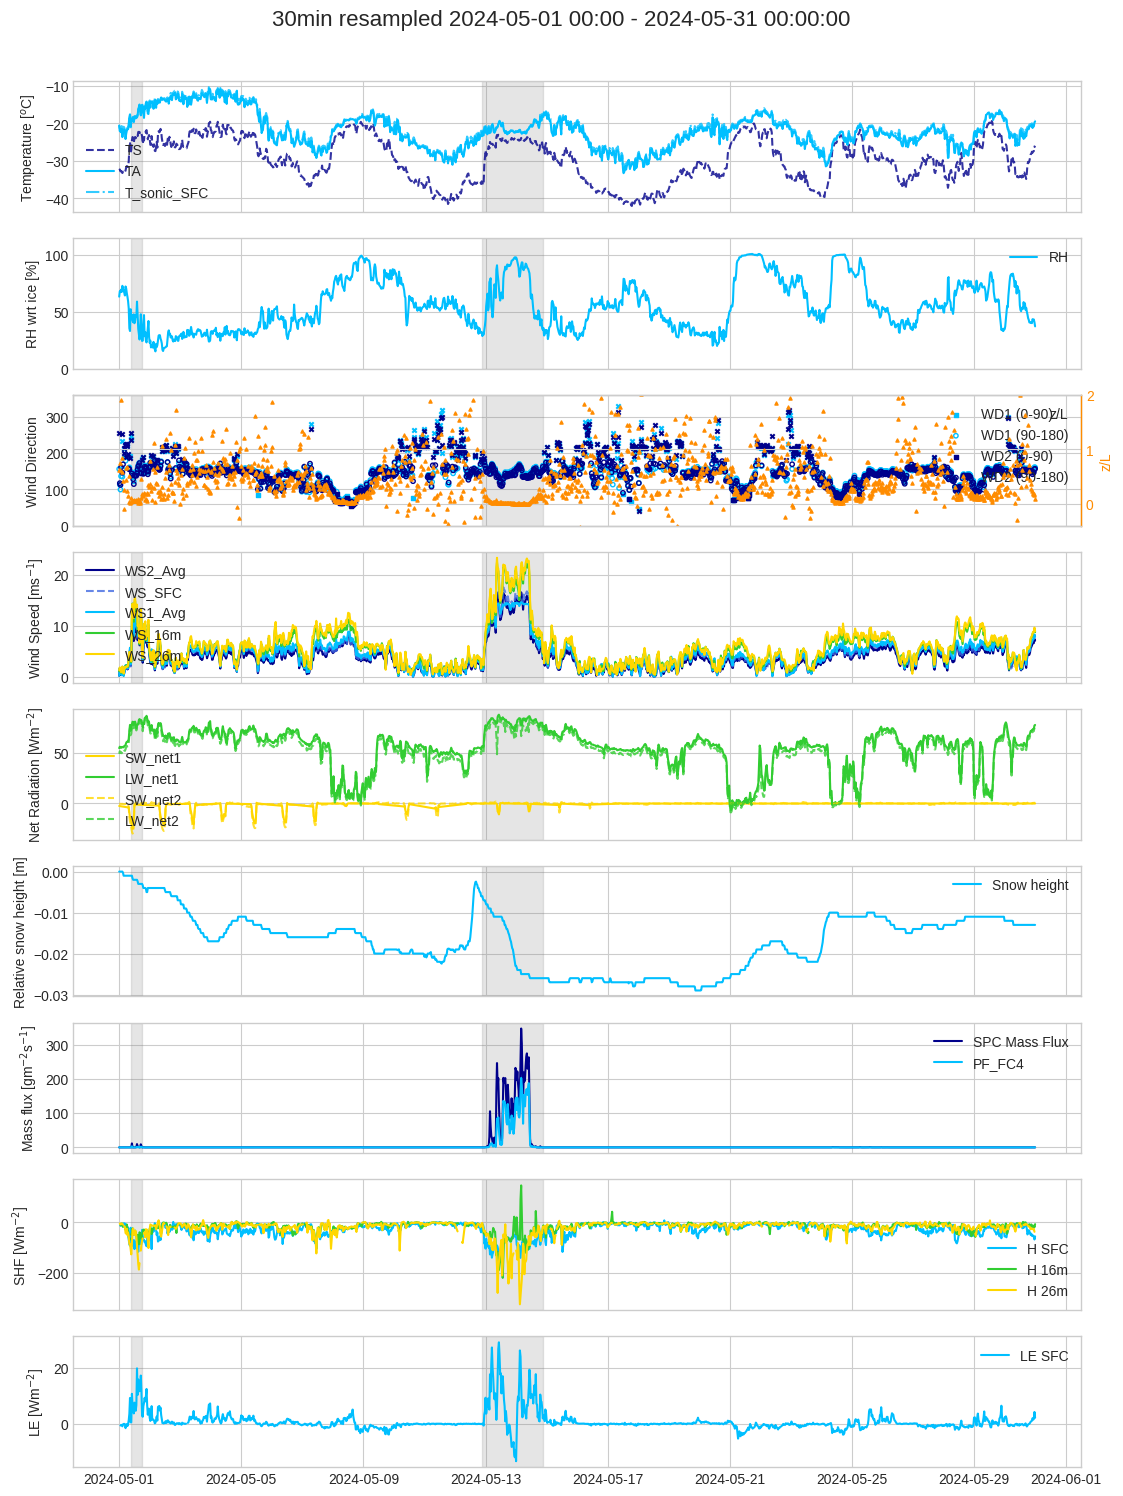 30min resampled 2024-05-01 00:00 - 2024-05-31 00:00:00
Temperature [°C]
−10
−20
−30
−40
TS
TA
T_sonic_SFC
RH wrt ice [%]
100
50
0
RH
Wind Direction
300
200
100
0
2
1
0
z/L
z/L
WD1 (0-90)
WD1 (90-180)
WD2 (0-90)
WD2 (90-180)
Wind Speed [ms⁻¹]
20
10
0
WS2_Avg
WS_SFC
WS1_Avg
WS_16m
WS_26m
Net Radiation [Wm⁻²]
50
0
SW_net1
LW_net1
SW_net2
LW_net2
Relative snow height [m]
0.00
−0.01
−0.02
−0.03
Snow height
Mass flux [gm⁻²s⁻¹]
300
200
100
0
SPC Mass Flux
PF_FC4
SHF [Wm⁻²]
0
−200
H SFC
H 16m
H 26m
LE [Wm⁻²]
20
0
LE SFC
2024-05-01 2024-05-05 2024-05-09 2024-05-13 2024-05-17 2024-05-21 2024-05-25 2024-05-29 2024-06-01